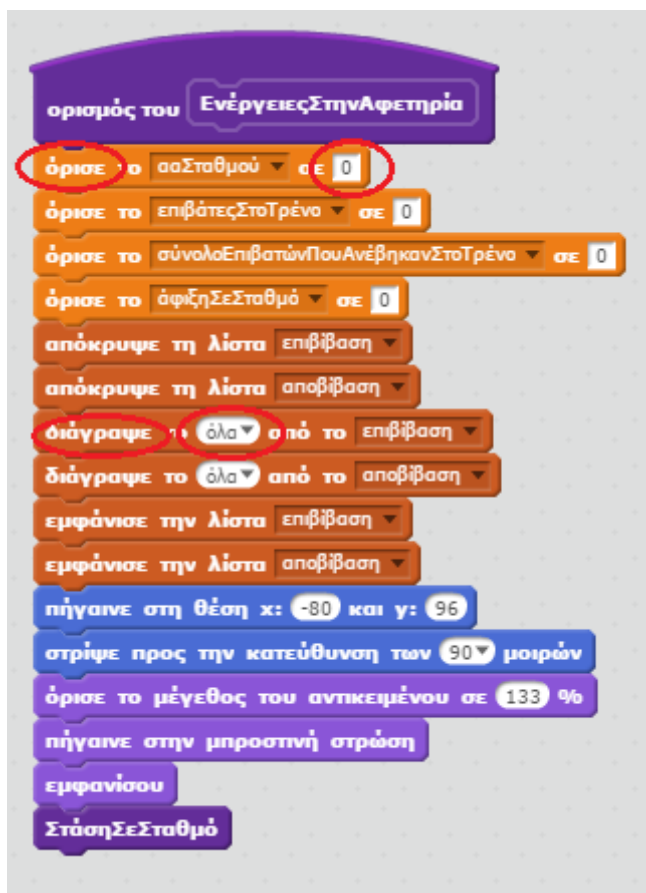 ορισμός του ΕνέργειεςΣτηνΑφετηρία
όρισε το ααΣταθμού σε 0
όρισε το επιβάτεςΣτοΤρένο σε 0
όρισε το σύνολοΕπιβατώνΠουΑνέβηκανΣτοΤρένο σε 0
όρισε το άφιξηΣεΣταθμό σε 0
απόκρυψε τη λίστα επιβίβαση
απόκρυψε τη λίστα αποβίβαση
διάγραψε το όλα από το επιβίβαση
διάγραψε το όλα από το αποβίβαση
εμφάνισε την λίστα επιβίβαση
εμφάνισε την λίστα αποβίβαση
πήγαινε στη θέση x: -80 και y: 96
στρίψε προς την κατεύθυνση των 90 μοιρών
όρισε το μέγεθος του αντικειμένου σε 133 %
πήγαινε στην μπροστινή στρώση
εμφανίσου
ΣτάσηΣεΣταθμό